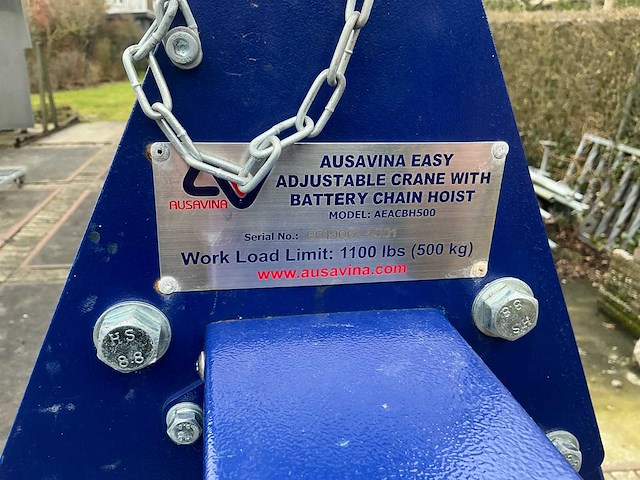 AUSAVINA
AUSAVINA EASY
ADJUSTABLE CRANE WITH
BATTERY CHAIN HOIST
MODEL: AEACBH500
Serial No.:
Work Load Limit: 1100 lbs (500 kg)
www.ausavina.com
HS
8.8
8.8
HS